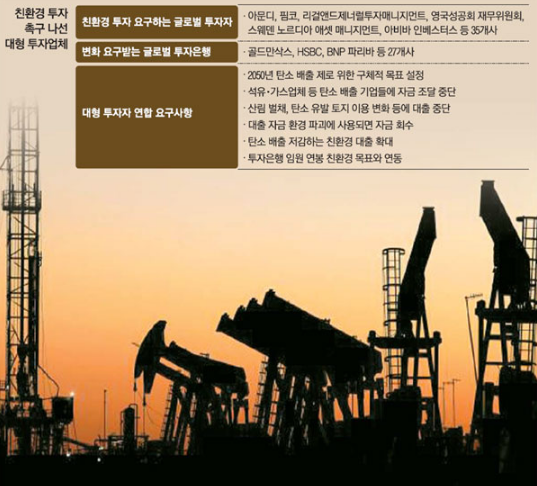 친환경 투자
촉구 나선
대형 투자업체
친환경 투자 요구하는 글로벌 투자자
· 아문디, 핌코, 리걸앤드제너럴투자매니지먼트, 영국성공회 재무위원회,
스웨덴 노르디아 애셋 매니지먼트, 아비바 인베스터스 등 35개사
변화 요구받는 글로벌 투자은행
· 골드만삭스, HSBC, BNP 파리바 등 27개사
대형 투자자 연합 요구사항
· 2050년 탄소 배출 제로 위한 구체적 목표 설정
· 석유·가스업체 등 탄소 배출 기업들에 자금 조달 중단
· 산림 벌채, 탄소 유발 토지 이용 변화 등에 대출 중단
· 대출 자금 환경 파괴에 사용되면 자금 회수
· 탄소 배출 저감하는 친환경 대출 확대
· 투자은행 임원 연봉 친환경 목표와 연동